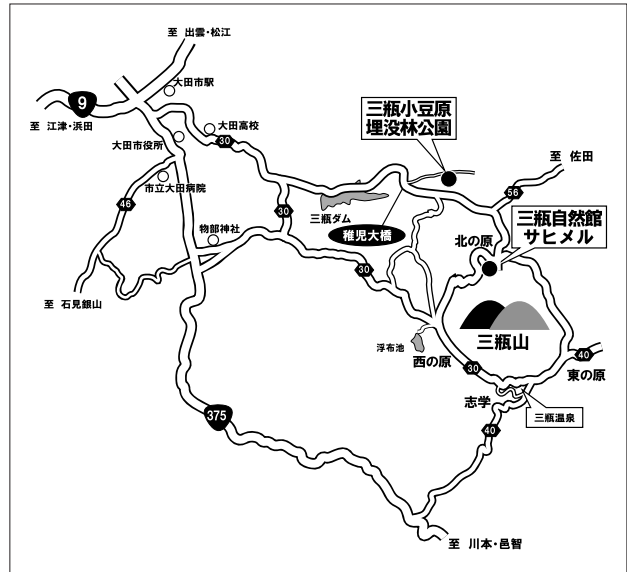 至 出雲・松江
9
大田市駅
至 江津・浜田
大田高校
大田市役所
30
三瓶小豆原
埋没林公園
至 佐田
市立大田病院
56
46
三瓶ダム
30
稚児大橋
三瓶自然館
サヒメル
物部神社
北の原
30
至 石見銀山
三瓶山
浮布池
西の原
30
40
東の原
志学
三瓶温泉
375
40
至 川本・邑智